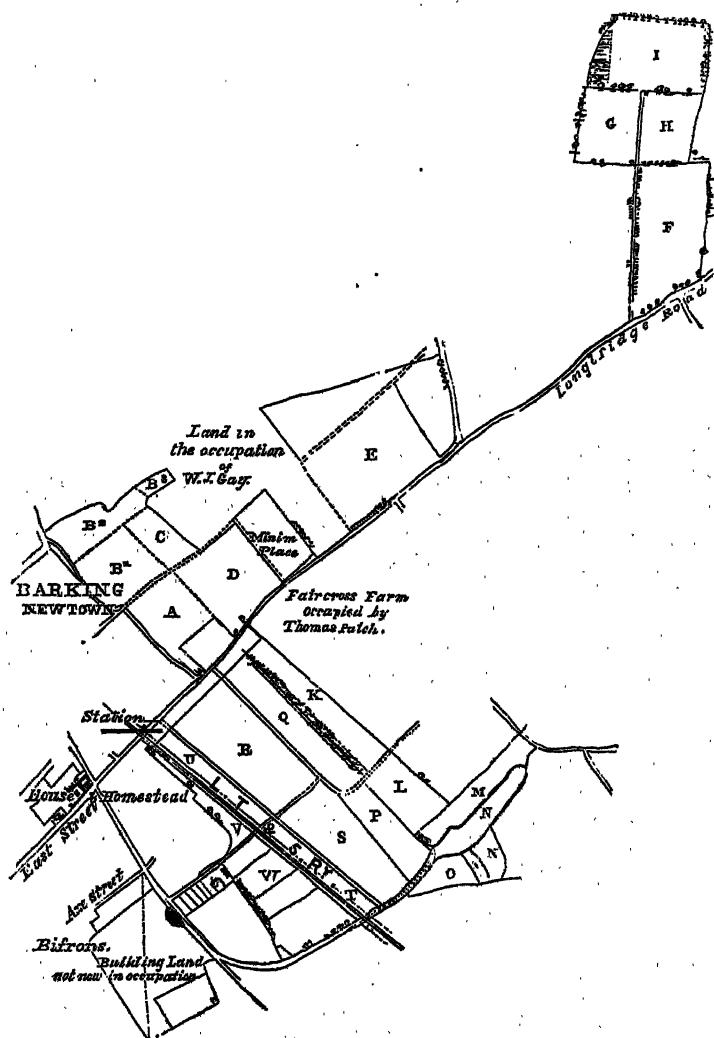 I
G
H
F
Longbridge Road
Land in
the occupation
of
W.J. Gay.
E
B3
B2
C
B1
Minim
Place
D
BARKING
NEWTOWN
A
Faircross Farm
Occupied by
Thomas Patch.
K
Q
Station
R
U
L
M
L T
P
N
House & Homestead
V
S
S RY
N
East Street
W
O
T
Axe Street
Bifrons.
Building Land
not now in occupation